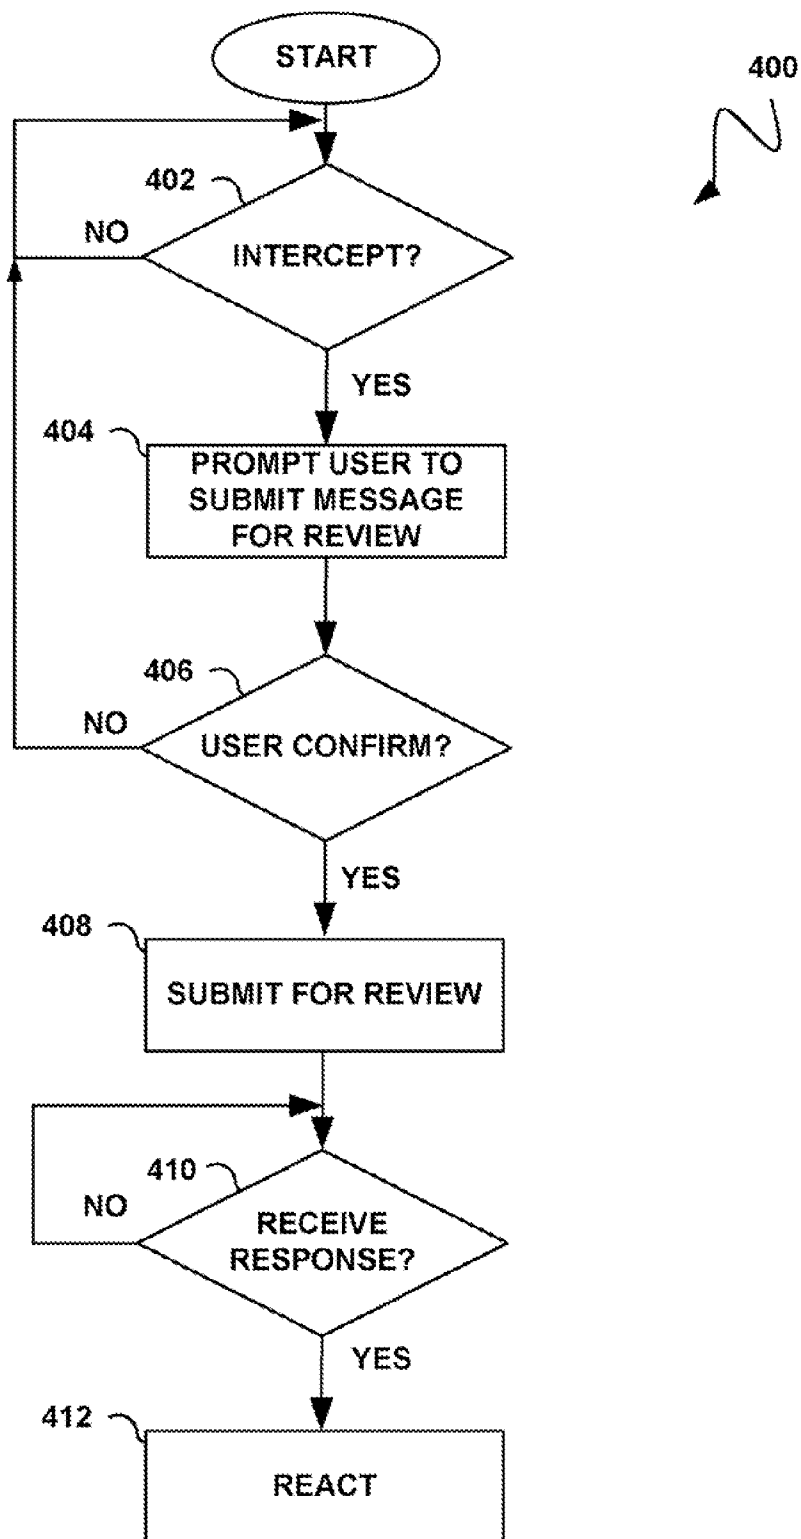 START
400
402
NO
INTERCEPT?
YES
404
PROMPT USER TO
SUBMIT MESSAGE
FOR REVIEW
406
NO
USER CONFIRM?
YES
408
SUBMIT FOR REVIEW
410
NO
RECEIVE
RESPONSE?
YES
412
REACT